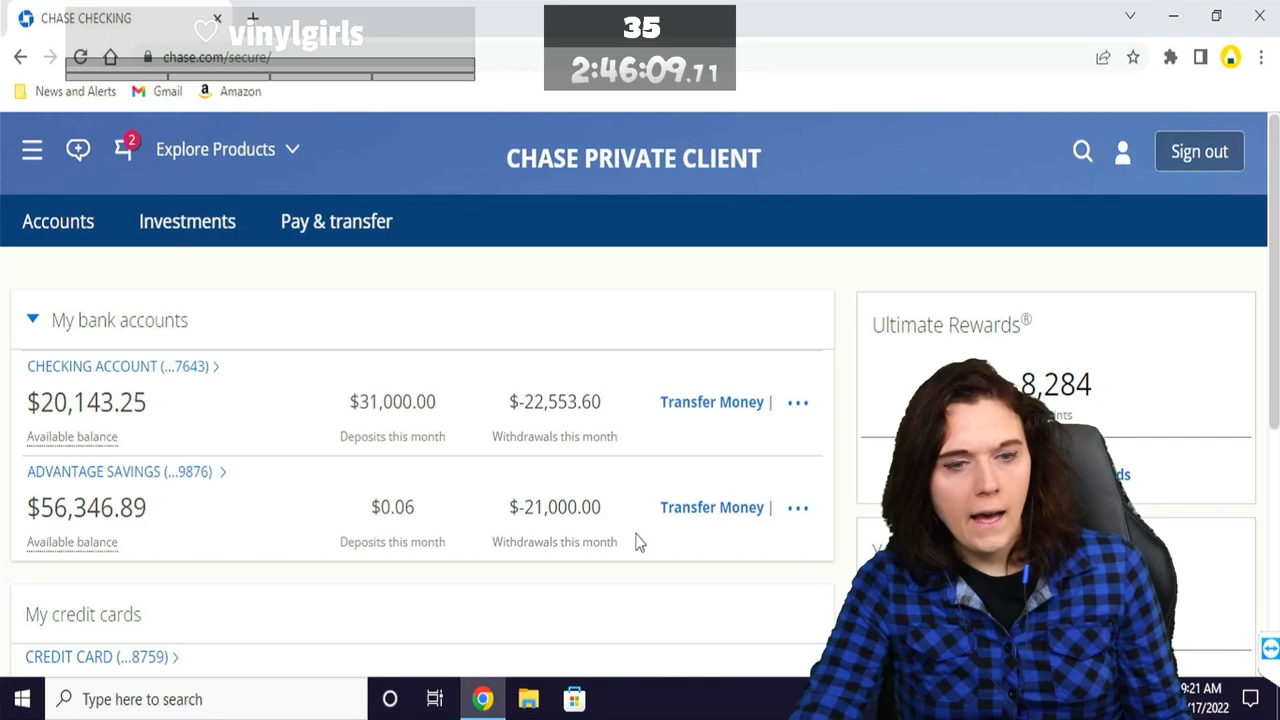 CHASE CHECKING
vinylgirls
35
2:46:09.71
chase.com/secure/
News and Alerts
Gmail
Amazon
2
Explore Products
CHASE PRIVATE CLIENT
Sign out
Accounts
Investments
Pay & transfer
My bank accounts
CHECKING ACCOUNT (...7643) >
$20,143.25
$31,000.00
$-22,553.60
Transfer Money | ...
Available balance
Deposits this month
Withdrawals this month
ADVANTAGE SAVINGS (...9876) >
$56,346.89
$0.06
$-21,000.00
Transfer Money | ...
Available balance
Deposits this month
Withdrawals this month
Ultimate Rewards®
8,284
My credit cards
CREDIT CARD (...8759) >
Type here to search
9:21 AM
/17/2022